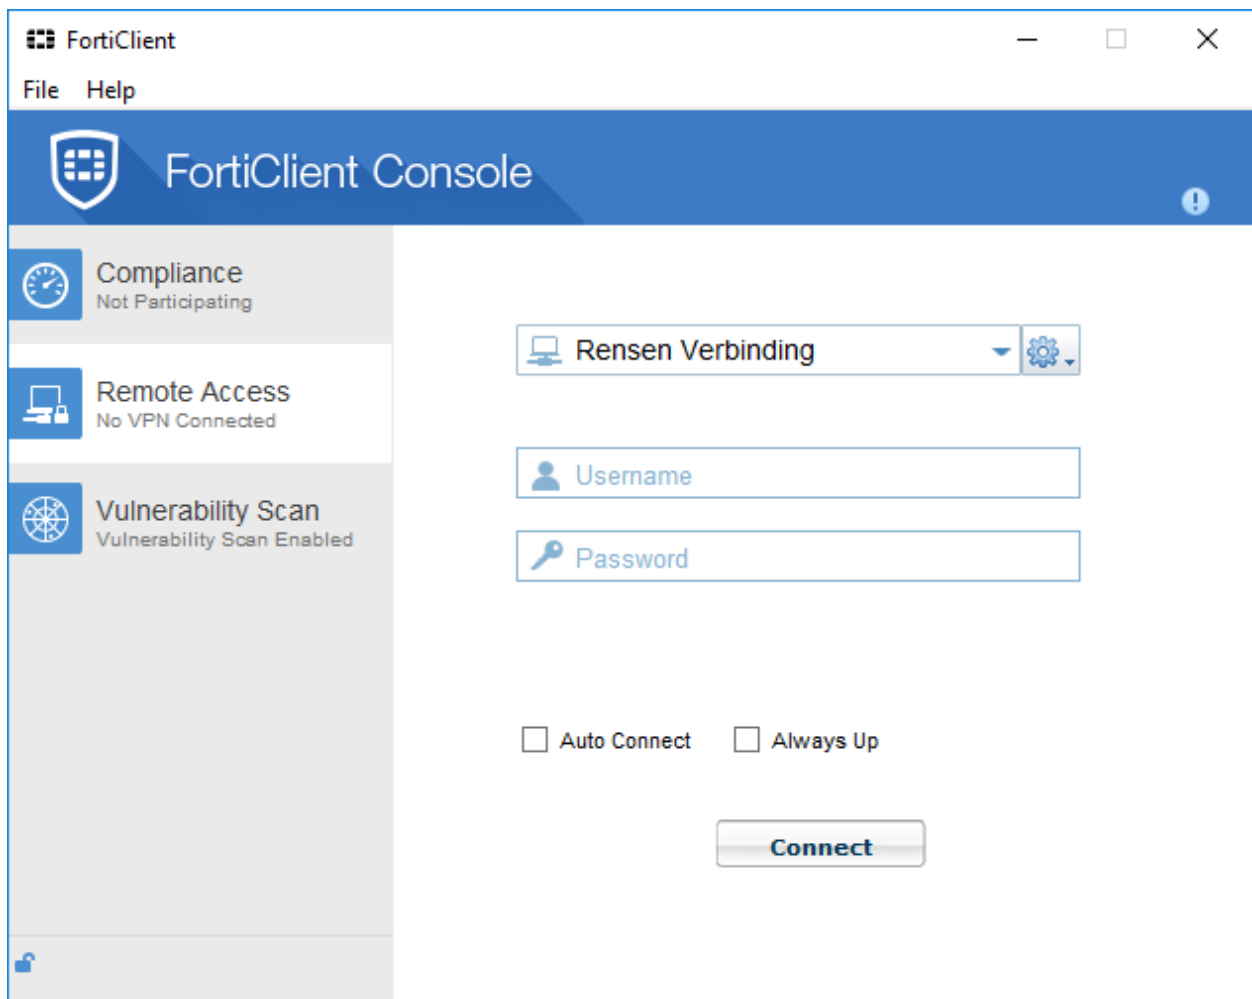 FortiClient
File Help
FortiClient Console
Compliance
Not Participating
Remote Access
No VPN Connected
Vulnerability Scan
Vulnerability Scan Enabled
Rensen Verbinding
Username
Password
Auto Connect
Always Up
Connect